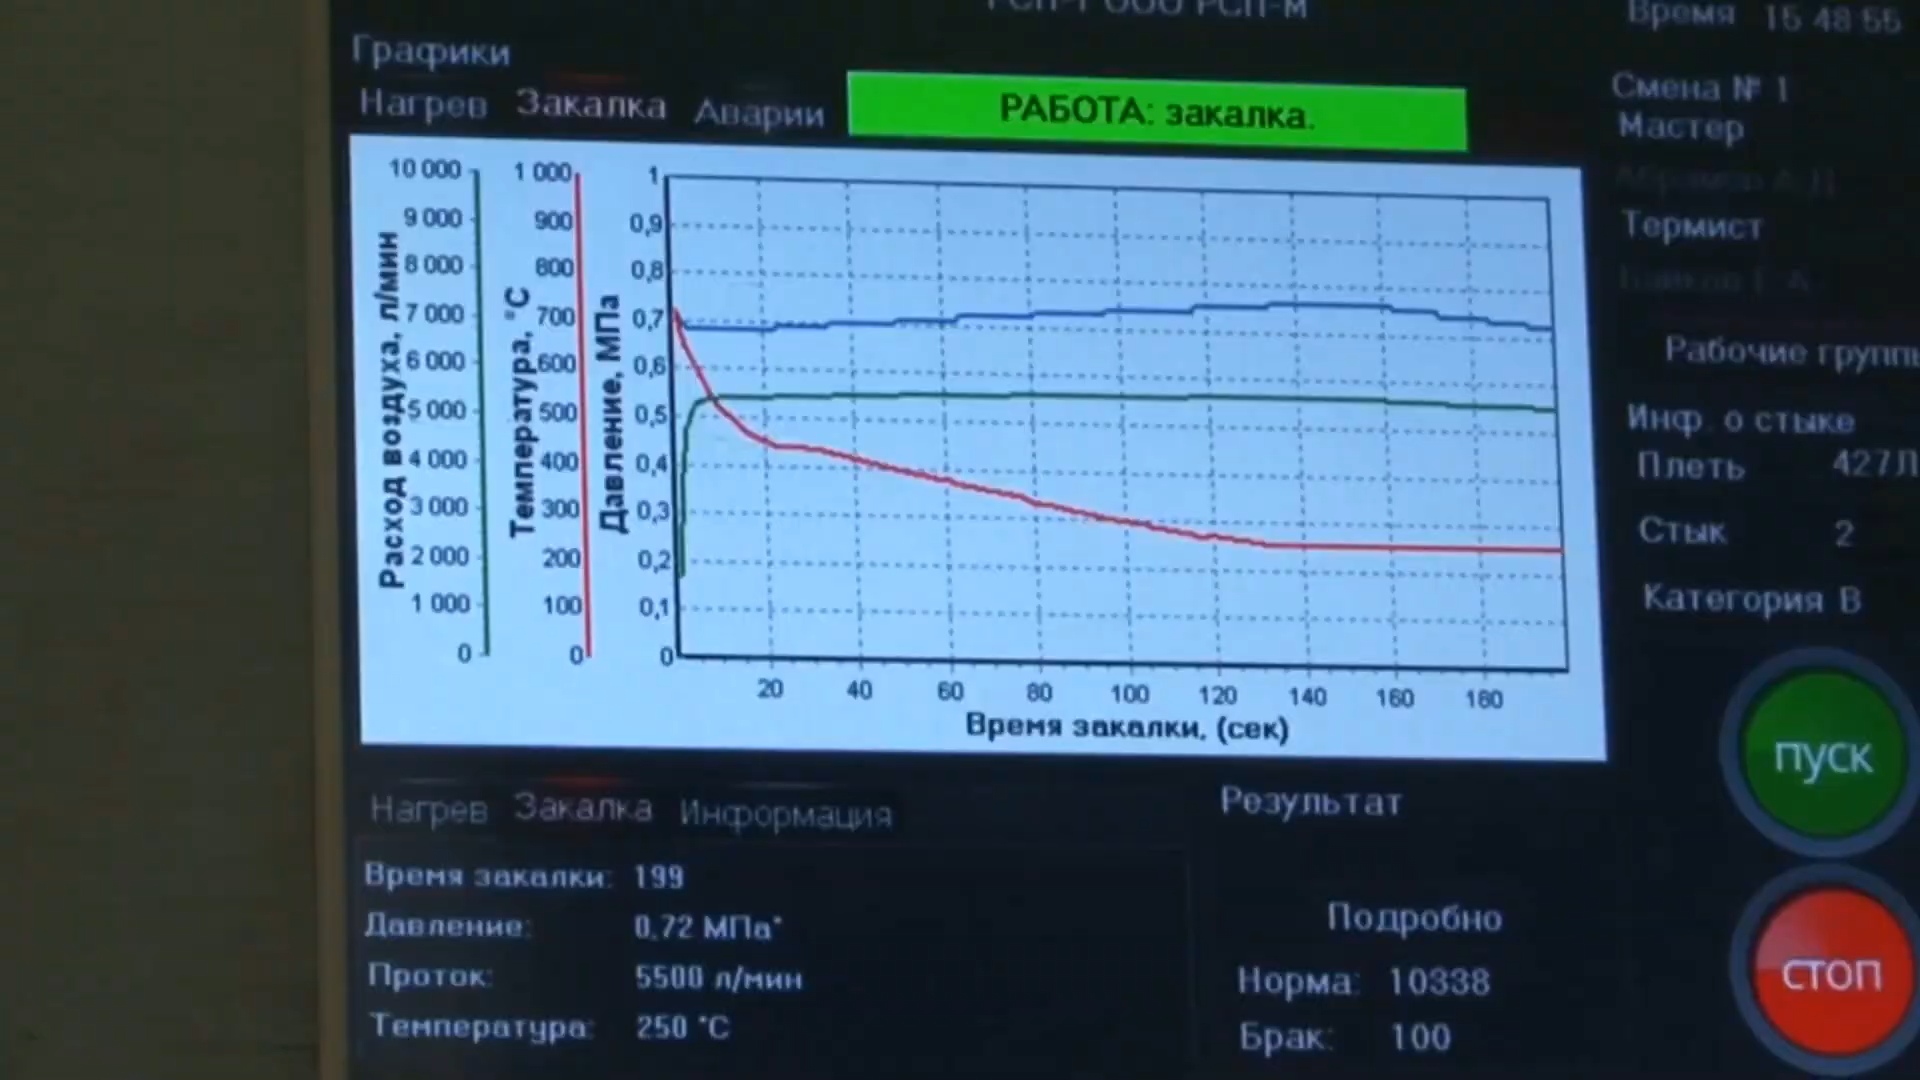 Время 15 48:55
Графики
Нагрев Закалка Аварии
РАБОТА: закалка.
Смена № 1
Мастер
Термист
Рабочие группы
Инф. о стыке
Плеть 427Л
Стык 2
Категория В
Расход воздуха, л/мин
10 000
9 000
8 000
7 000
6 000
5 000
4 000
3 000
2 000
1 000
0
Температура, °С
1 000
900
800
700
600
500
400
300
200
100
0
Давление, МПа
1
0,9
0,8
0,7
0,6
0,5
0,4
0,3
0,2
0,1
0
20 40 60 80 100 120 140 160 180
Время закалки, (сек)
ПУСК
СТОП
Нагрев Закалка Информация
Время закалки: 199
Давление: 0.72 МПа*
Проток: 5500 л/мин
Температура: 250 °С
Результат
Подробно
Норма: 10338
Брак: 100